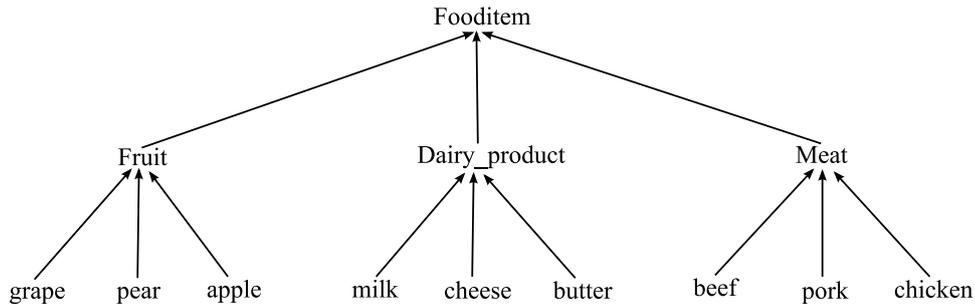 Fooditem
Fruit Dairy_product Meat
grape pear apple milk cheese butter beef pork chicken